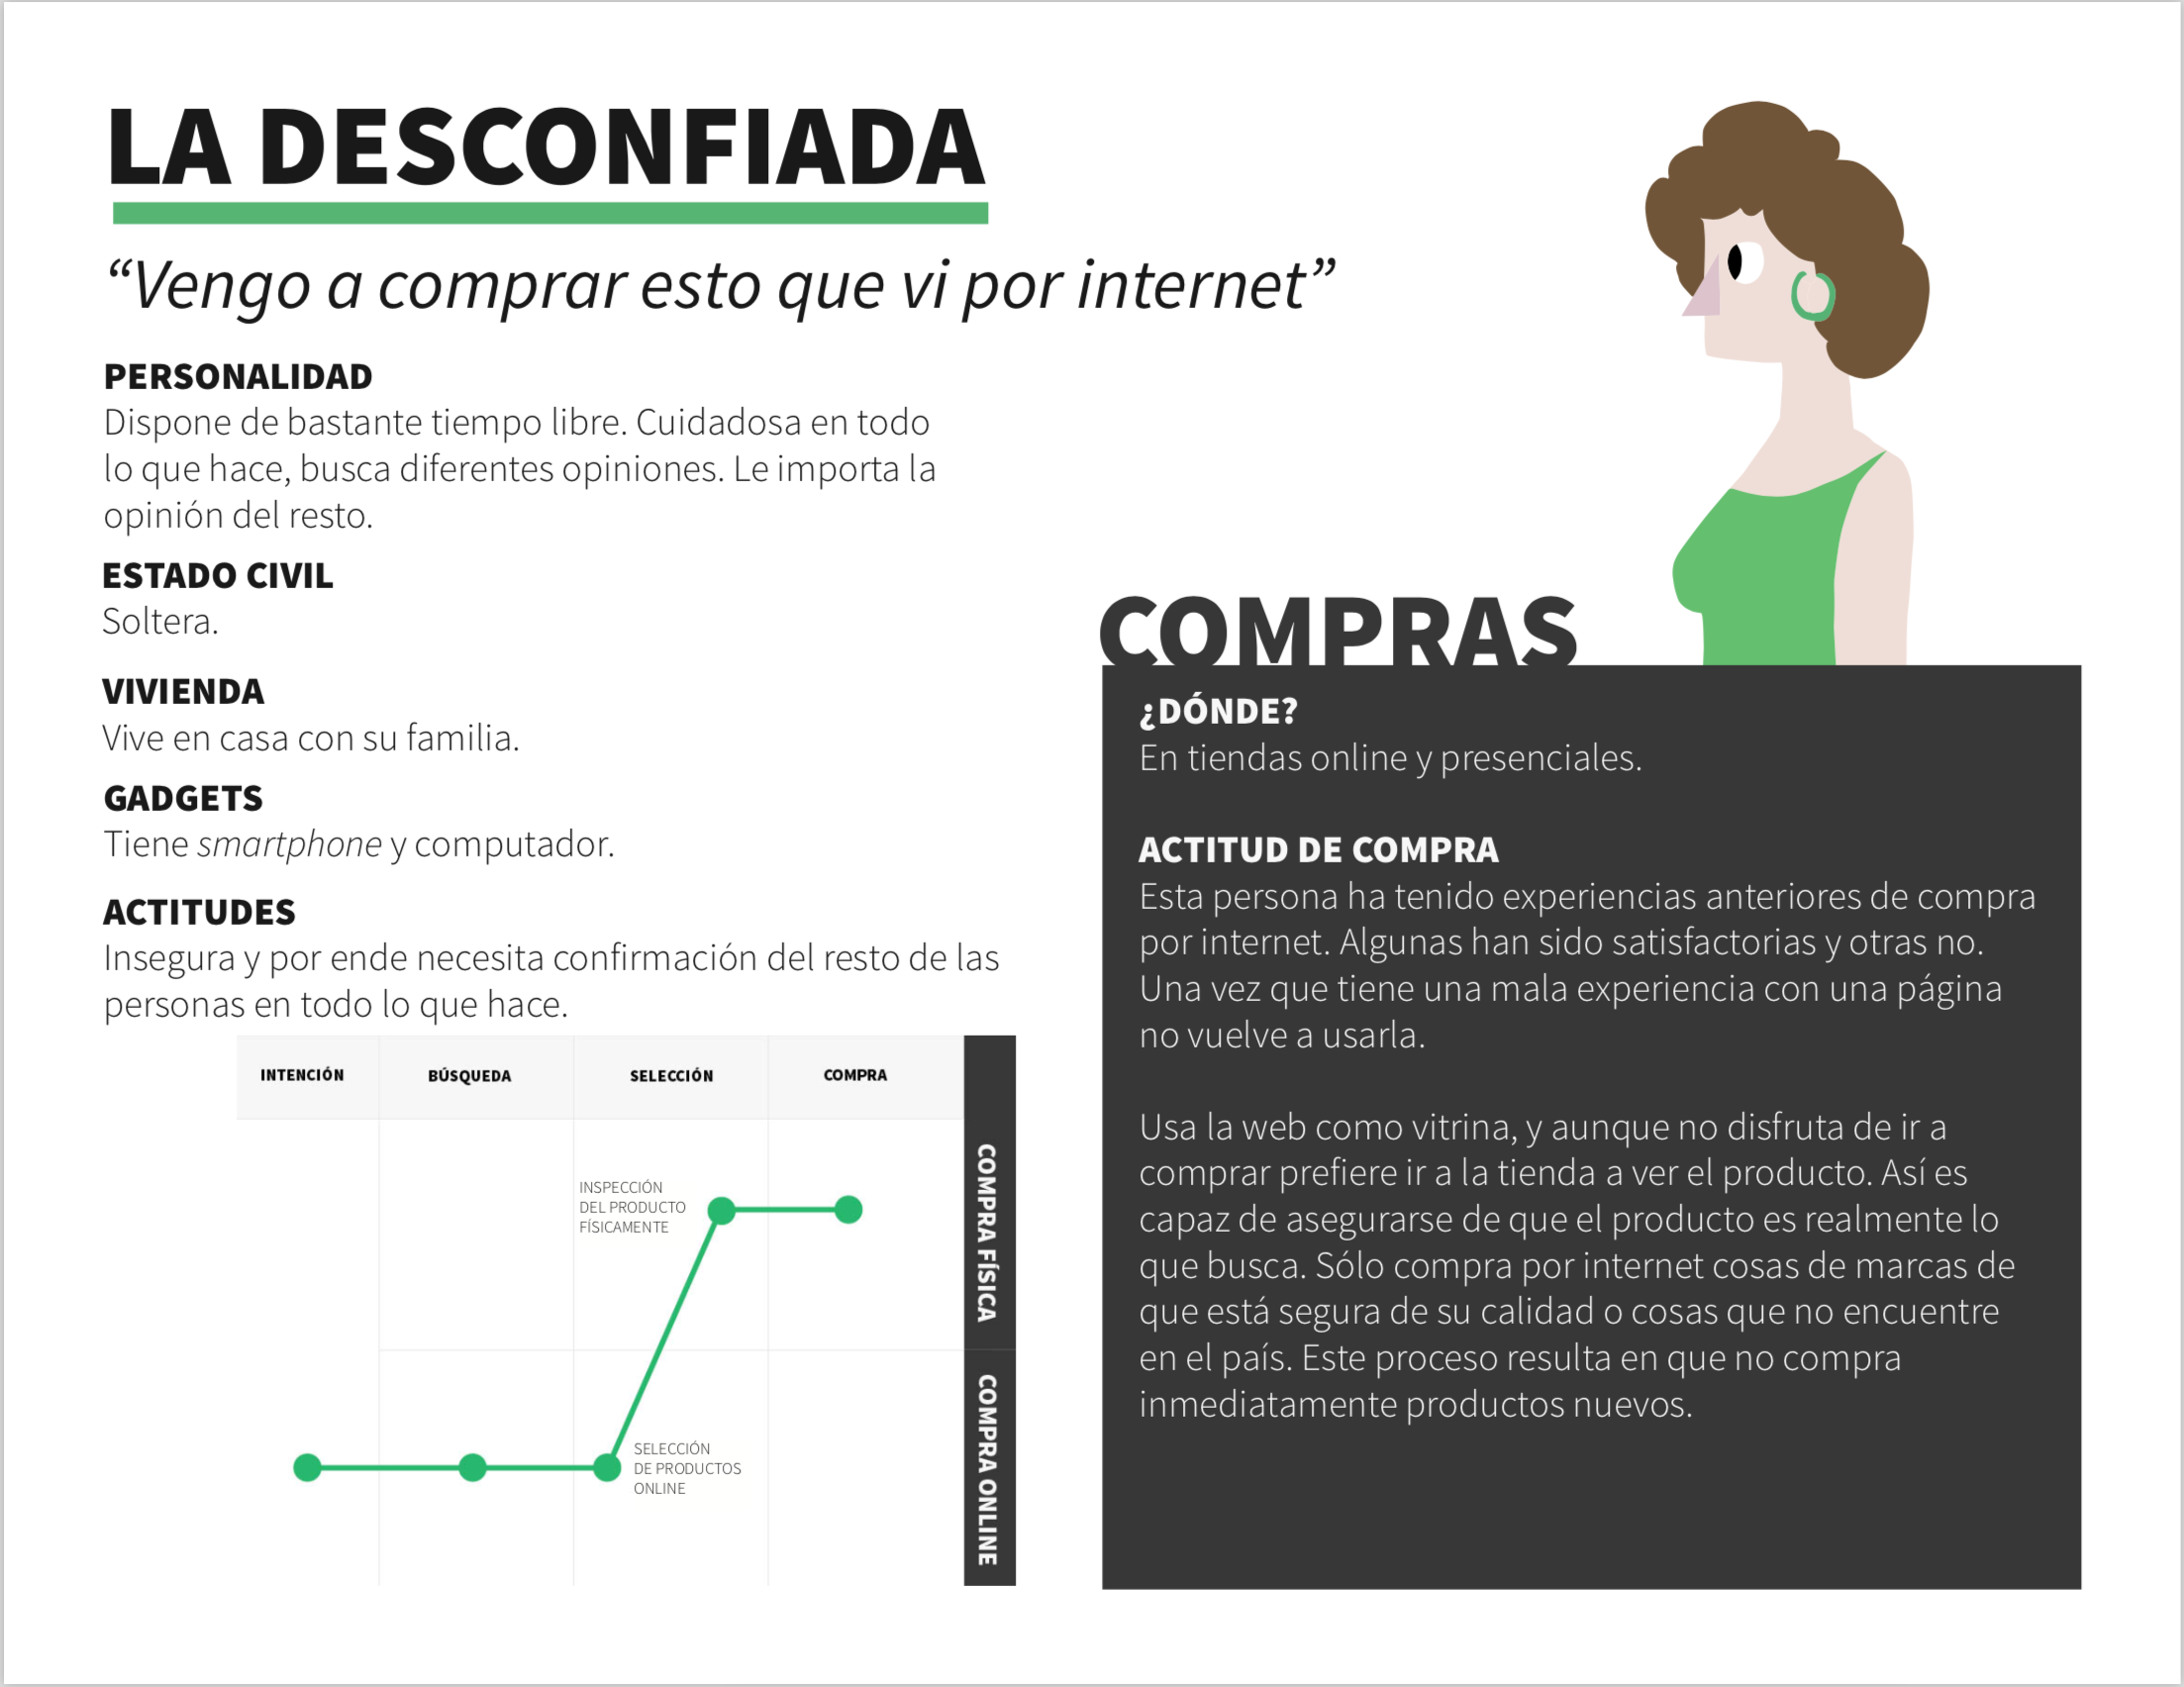 LA DESCONFIADA
“Vengo a comprar esto que vi por internet”
PERSONALIDAD
Dispone de bastante tiempo libre. Cuidadosa en todo
lo que hace, busca diferentes opiniones. Le importa la
opinión del resto.
ESTADO CIVIL
Soltera.
VIVIENDA
Vive en casa con su familia.
GADGETS
Tiene smartphone y computador.
ACTITUDES
Insegura y por ende necesita confirmación del resto de las
personas en todo lo que hace.
INTENCIÓN
BÚSQUEDA
SELECCIÓN
COMPRA
INSPECCIÓN
DEL PRODUCTO
FÍSICAMENTE
SELECCIÓN
DE PRODUCTOS
ONLINE
COMPRA FÍSICA
COMPRA ONLINE
COMPRAS
¿DÓNDE?
En tiendas online y presenciales.
ACTITUD DE COMPRA
Esta persona ha tenido experiencias anteriores de compra
por internet. Algunas han sido satisfactorias y otras no.
Una vez que tiene una mala experiencia con una página
no vuelve a usarla.
Usa la web como vitrina, y aunque no disfruta de ir a
comprar prefiere ir a la tienda a ver el producto. Así es
capaz de asegurarse de que el producto es realmente lo
que busca. Sólo compra por internet cosas de marcas de
que está segura de su calidad o cosas que no encuentre
en el país. Este proceso resulta en que no compra
inmediatamente productos nuevos.